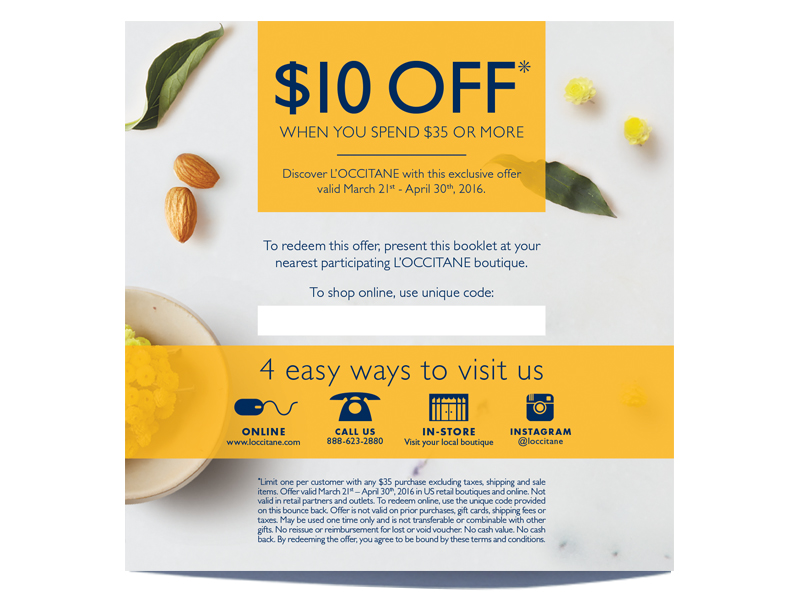 $10 OFF*
WHEN YOU SPEND $35 OR MORE
Discover L'OCCITANE with this exclusive offer
valid March 21st - April 30th, 2016.
To redeem this offer, present this booklet at your
nearest participating L'OCCITANE boutique.
To shop online, use unique code:
4 easy ways to visit us
ONLINE
www.loccitane.com
CALL US
888-623-2880
IN-STORE
Visit your local boutique
INSTAGRAM
@loccitane
*Limit one per customer with any $35 purchase excluding taxes, shipping and sale
items. Offer valid March 21st – April 30th, 2016 in US retail boutiques and online. Not
valid in retail partners and outlets. To redeem online, use the unique code provided
on this bounce back. Offer is not valid on prior purchases, gift cards, shipping fees or
taxes. May be used one time only and is not transferable or combinable with other
gifts. No reissue or reimbursement for lost or void voucher. No cash value. No cash
back. By redeeming the offer, you agree to be bound by these terms and conditions.